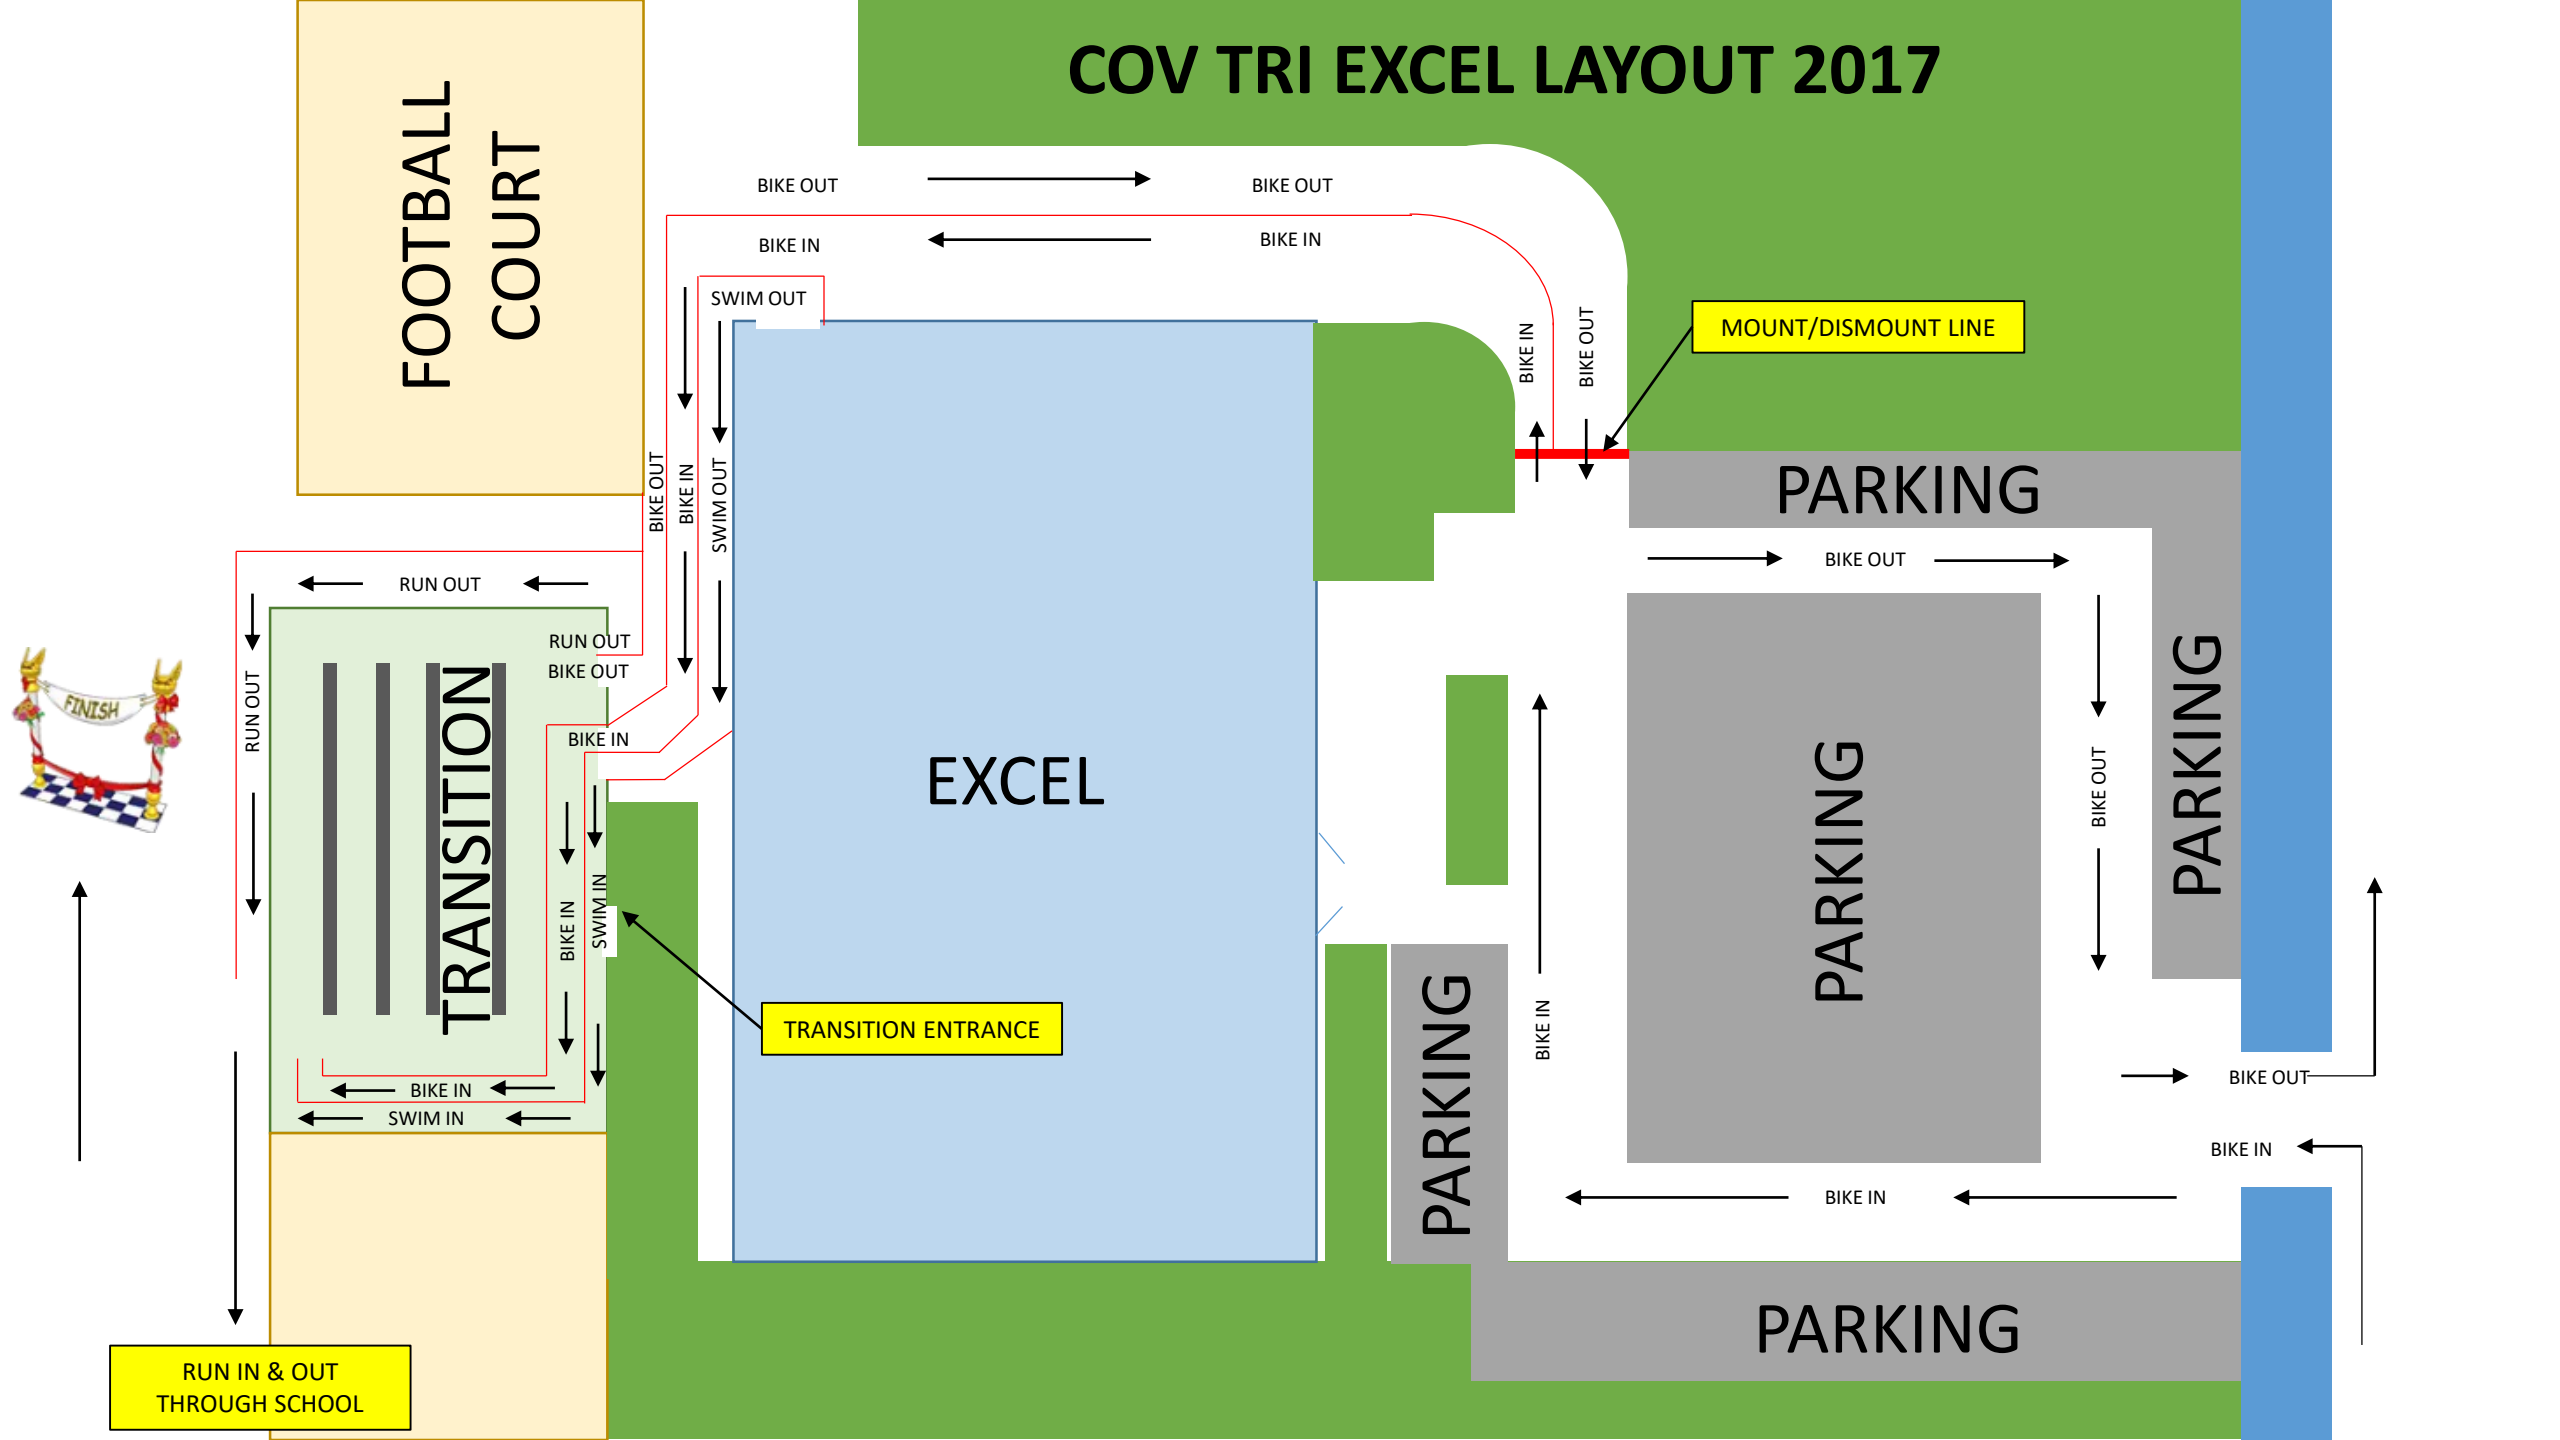 COV TRI EXCEL LAYOUT 2017
FOOTBALL
COURT
BIKE OUT
BIKE OUT
BIKE IN
BIKE IN
SWIM OUT
BIKE IN
BIKE OUT
MOUNT/DISMOUNT LINE
BIKE OUT
BIKE IN
SWIM OUT
PARKING
BIKE OUT
RUN OUT
RUN OUT
BIKE OUT
RUN OUT
FINISH
TRANSITION
BIKE IN
EXCEL
PARKING
BIKE OUT
PARKING
BIKE IN
SWIM IN
TRANSITION ENTRANCE
PARKING
BIKE IN
BIKE OUT
BIKE IN
SWIM IN
BIKE IN
BIKE IN
PARKING
RUN IN & OUT
THROUGH SCHOOL